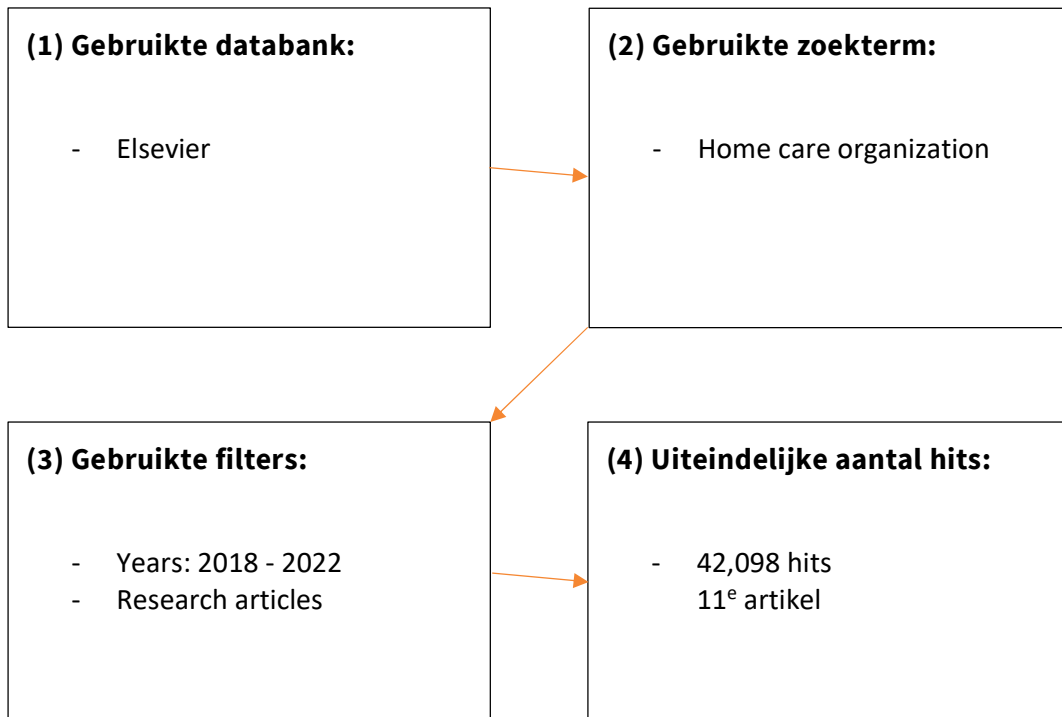 (1) Gebruikte databank:
- Elsevier
(2) Gebruikte zoekterm:
- Home care organization
(3) Gebruikte filters:
- Years: 2018 - 2022
- Research articles
(4) Uiteindelijke aantal hits:
- 42,098 hits
11e artikel